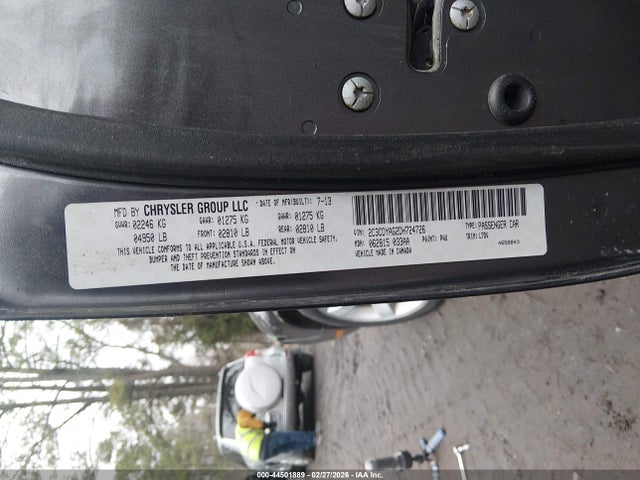 MFD BY CHRYSLER GROUP LLC - DATE OF MFR(BUILT): 7-13
GVWR: 02246 KG GAWR: 01275 KG GAWR: 01275 KG
04950 LB FRONT: 02810 LB REAR: 02810 LB
THIS VEHICLE CONFORMS TO ALL APPLICABLE U.S.A. FEDERAL MOTOR VEHICLE SAFETY,
BUMPER AND THEFT PREVENTION STANDARDS IN EFFECT ON
THE DATE OF MANUFACTURE SHOWN ABOVE.
VIN: 2C3CDYAG2DH724726 TYPE: PASSENGER CAR
MDH: 062815 033AA PAINT: PAU TRIM: L7DV
VEHICLE MADE IN CANADA
000-44501889 | 02/27/2026 - IAA